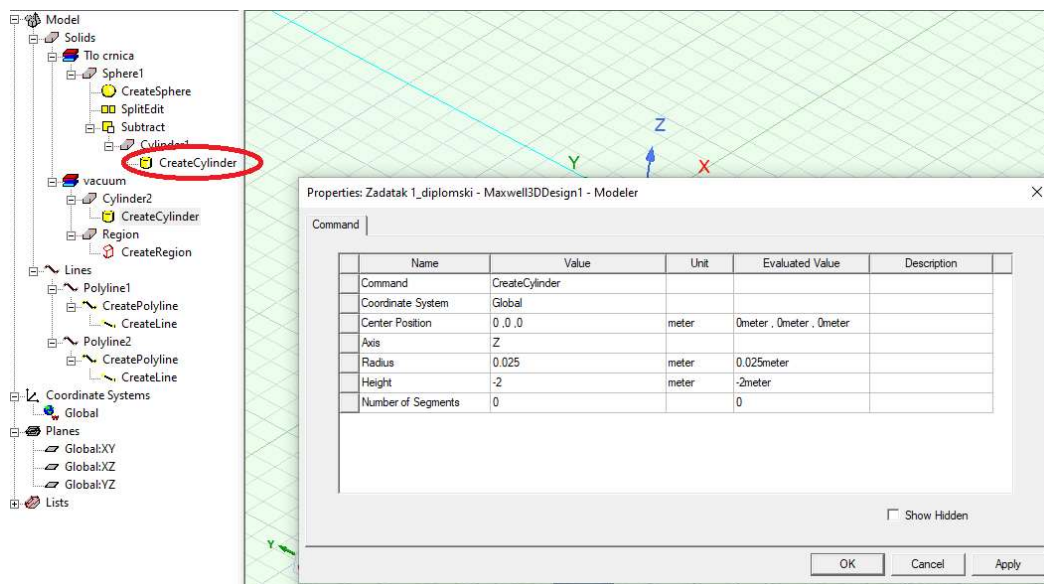 Model
Solids
Tlo crnica
Sphere1
CreateSphere
SplitEdit
Subtract
Cylinder1
CreateCylinder
vacuum
Cylinder2
CreateCylinder
Region
CreateRegion
Lines
Polyline1
CreatePolyline
CreateLine
Polyline2
CreatePolyline
CreateLine
Coordinate Systems
Global
Planes
Global:XY
Global:XZ
Global:YZ
Lists
Z
Y
X
Y
Properties: Zadatak 1_diplomski - Maxwell3DDesign1 - Modeler
Command
Name Value Unit Evaluated Value Description
Command CreateCylinder
Coordinate System Global
Center Position 0 ,0 ,0 meter 0meter , 0meter , 0meter
Axis Z
Radius 0.025 meter 0.025meter
Height -2 meter -2meter
Number of Segments 0 0
Show Hidden
OK Cancel Apply